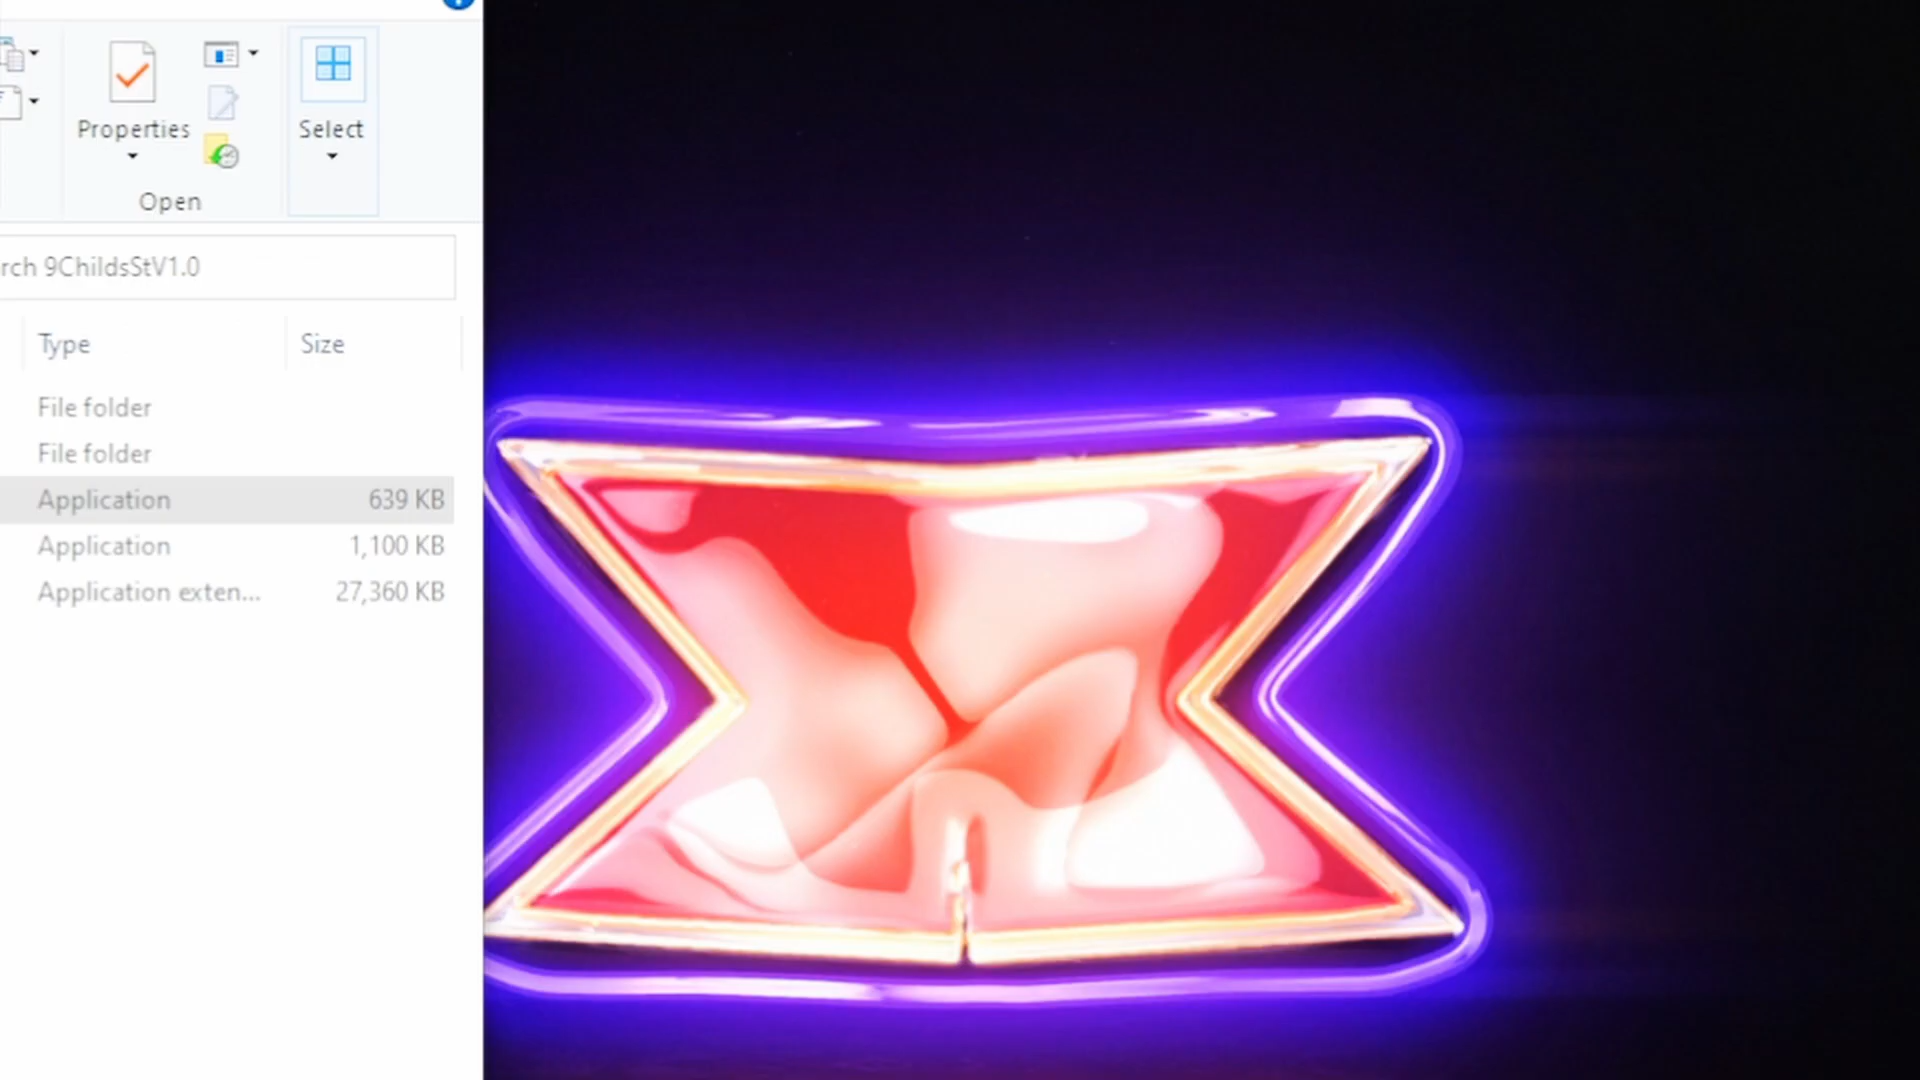 Properties
Select
Open
rch 9ChildsStV1.0
Type Size
File folder
File folder
Application 639 KB
Application 1,100 KB
Application exten... 27,360 KB